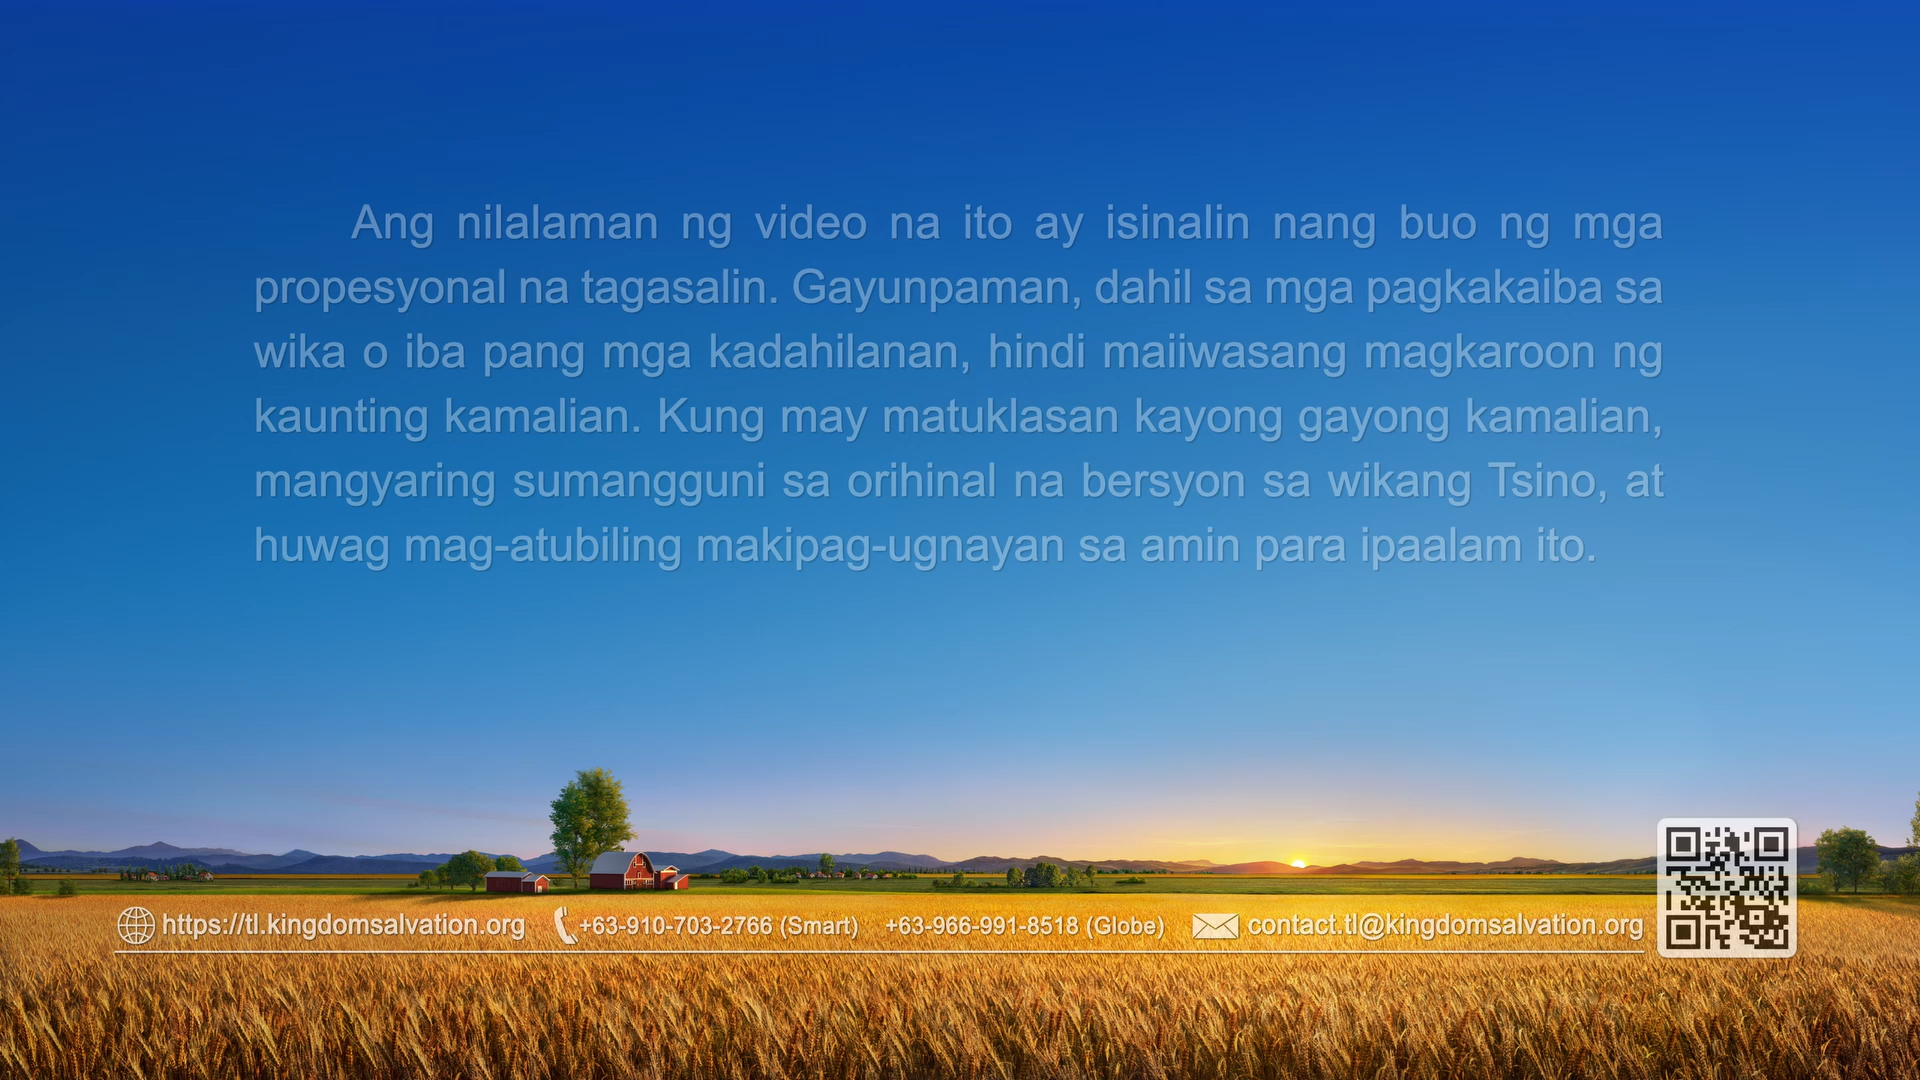 Ang nilalaman ng video na ito ay isinalin nang buo ng mga
propesyonal na tagasalin. Gayunpaman, dahil sa mga pagkakaiba sa
wika o iba pang mga kadahilanan, hindi maiiwasang magkaroon ng
kaunting kamalian. Kung may matuklasan kayong gayong kamalian,
mangyaring sumangguni sa orihinal na bersyon sa wikang Tsino, at
huwag mag-atubiling makipag-ugnayan sa amin para ipaalam ito.
https://tl.kingdomsalvation.org +63-910-703-2766 (Smart) +63-966-991-8518 (Globe) contact.tl@kingdomsalvation.org